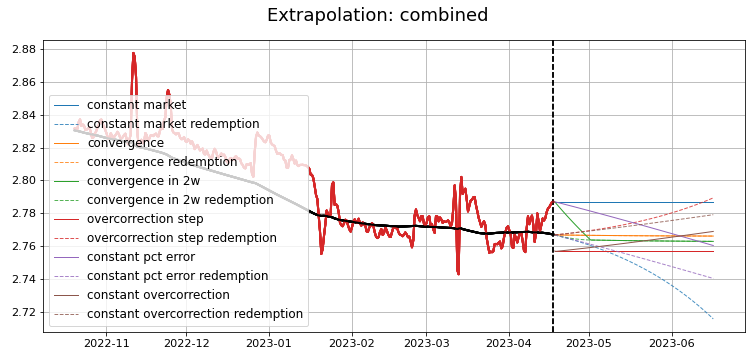 Extrapolation: combined
2.88
2.86
2.84
2.82
2.80
2.78
2.76
2.74
2.72
constant market
constant market redemption
convergence
convergence redemption
convergence in 2w
convergence in 2w redemption
overcorrection step
overcorrection step redemption
constant pct error
constant pct error redemption
constant overcorrection
constant overcorrection redemption
2022-11 2022-12 2023-01 2023-02 2023-03 2023-04 2023-05 2023-06